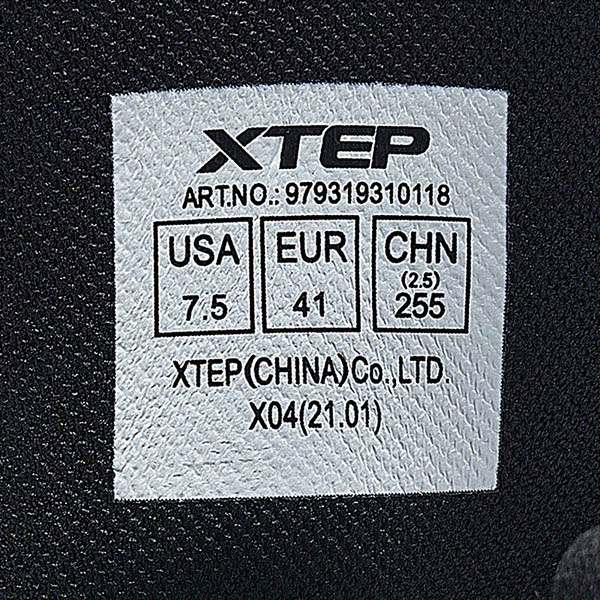 XTEP
ART.NO.: 979319310118
USA EUR CHN
(2.5)
7.5 41 255
XTEP(CHINA)Co.,LTD.
X04(21.01)